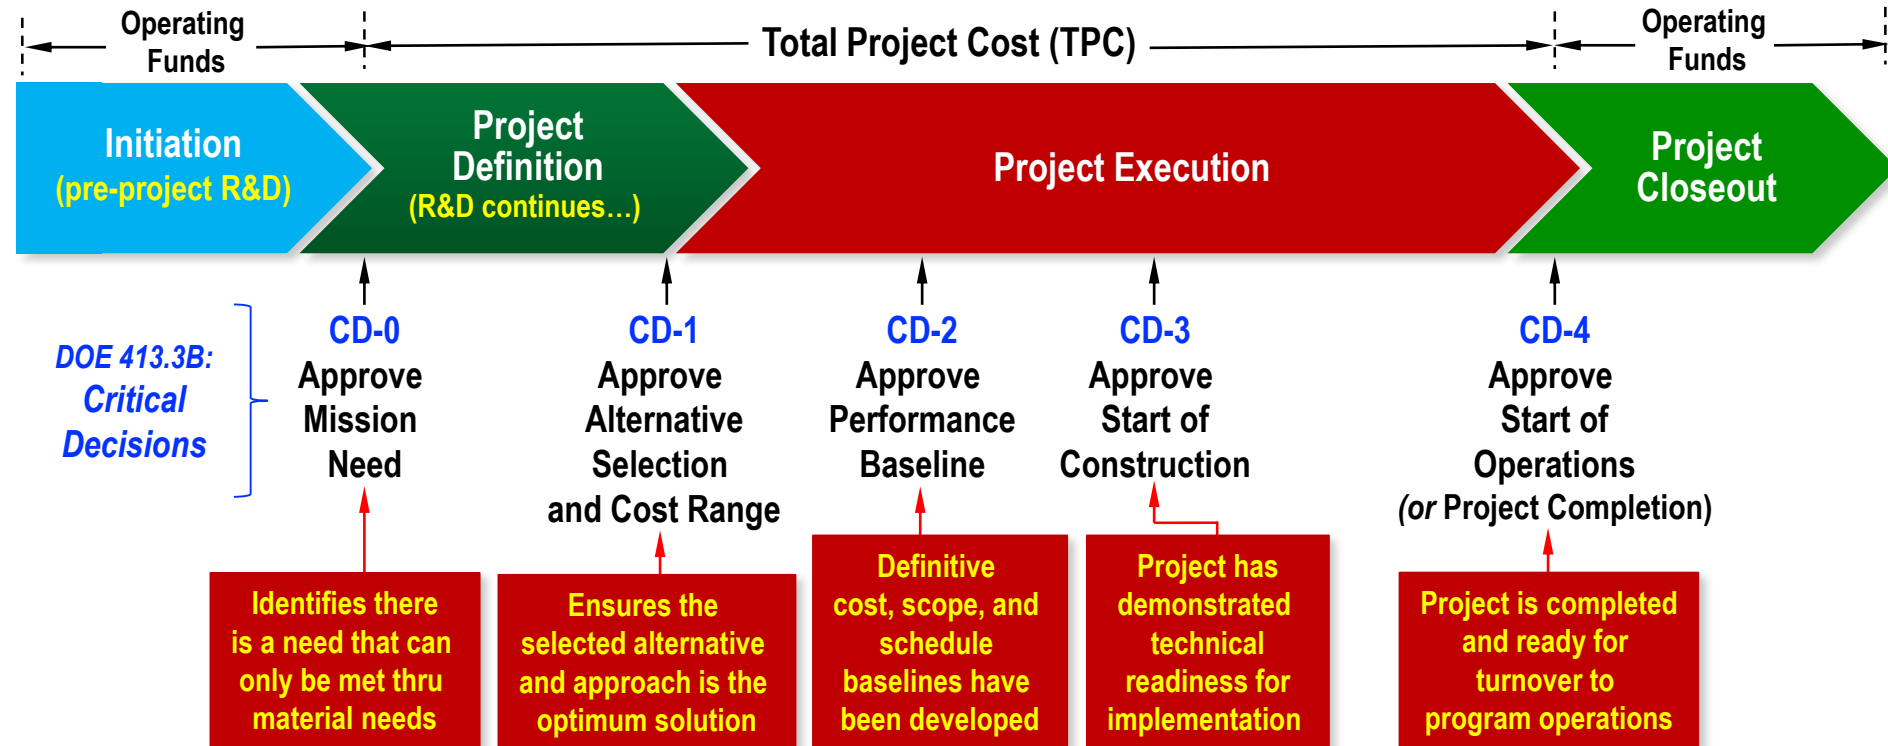 Operating
Funds
Total Project Cost (TPC)
Operating
Funds
Initiation
(pre-project R&D)
Project
Definition
(R&D continues…)
Project Execution
Project
Closeout
DOE 413.3B:
Critical
Decisions
CD-0
Approve
Mission
Need
CD-1
Approve
Alternative
Selection
and Cost Range
CD-2
Approve
Performance
Baseline
CD-3
Approve
Start of
Construction
CD-4
Approve
Start of
Operations
(or Project Completion)
Identifies there
is a need that can
only be met thru
material needs
Ensures the
selected alternative
and approach is the
optimum solution
Definitive
cost, scope, and
schedule
baselines have
been developed
Project has
demonstrated
technical
readiness for
implementation
Project is completed
and ready for
turnover to
program operations